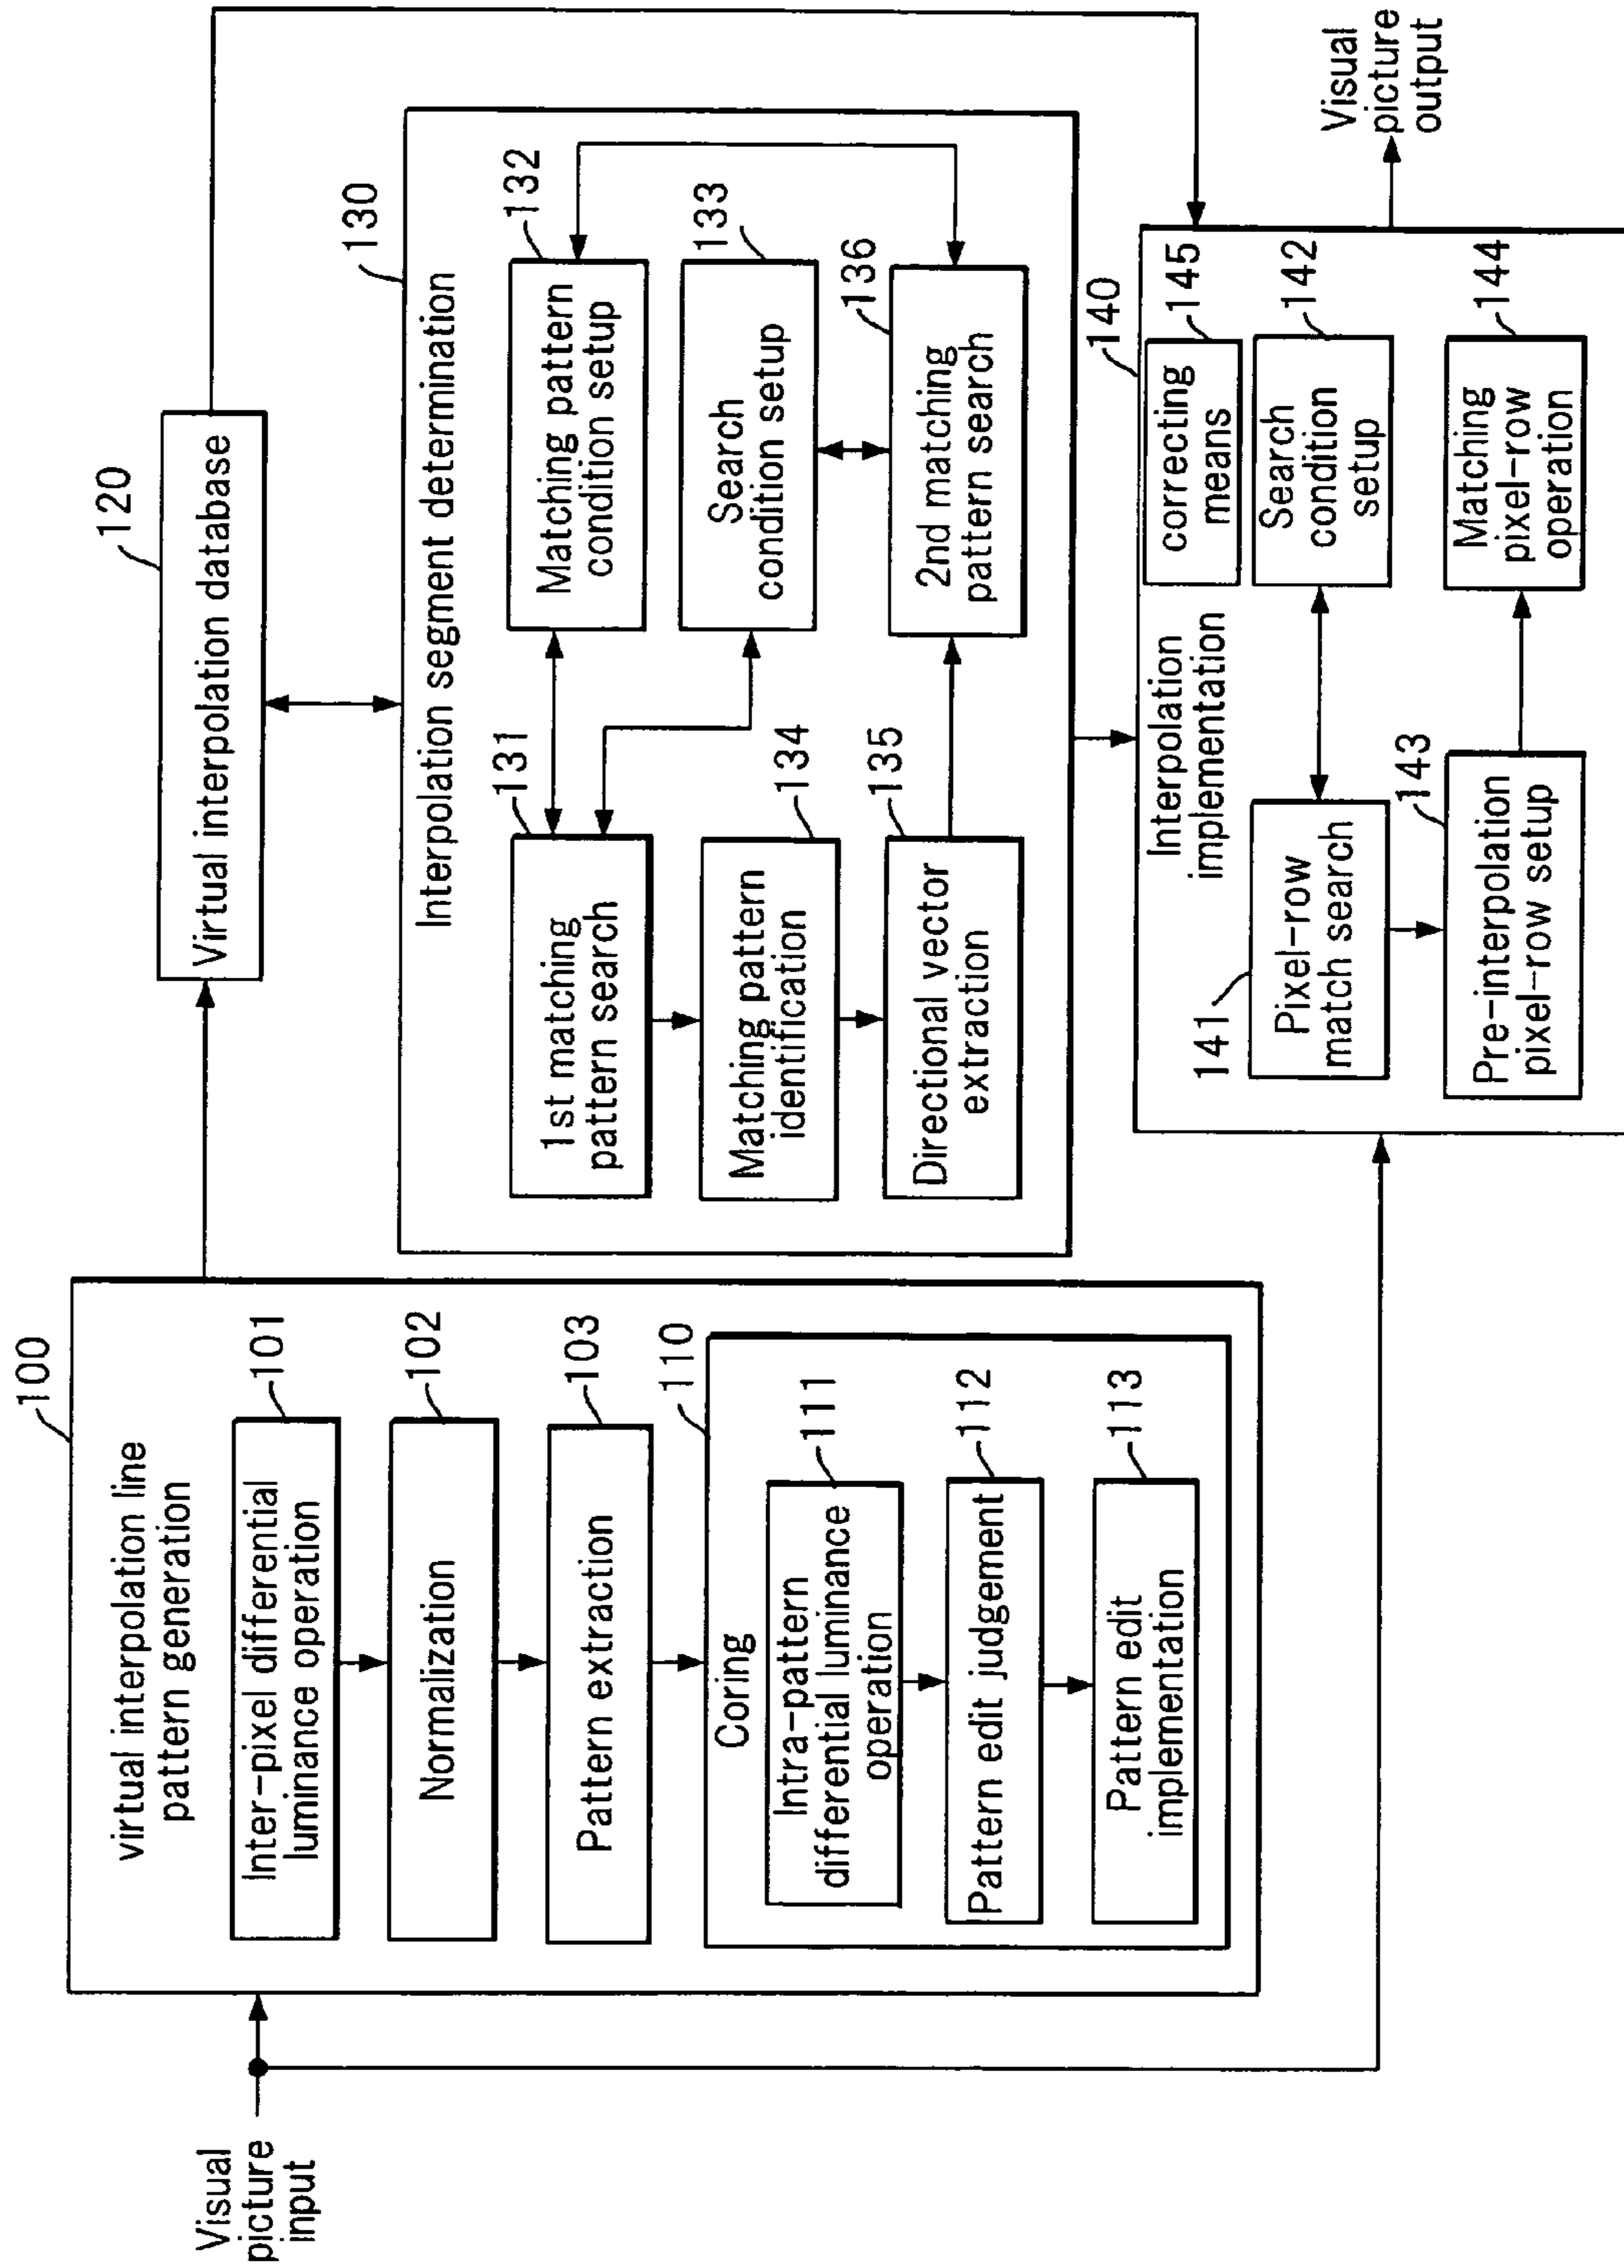 Visual
picture
input
100
virtual interpolation line
pattern generation
101
Inter-pixel differential
luminance operation
102
Normalization
103
Pattern extraction
110
Coring
111
Intra-pattern
differential luminance
operation
112
Pattern edit judgement
113
Pattern edit
implementation
120
Virtual interpolation database
130
Interpolation segment determination
131
1st matching
pattern search
132
Matching pattern
condition setup
133
Search
condition setup
134
Matching pattern
identification
135
Directional vector
extraction
136
2nd matching
pattern search
140
Interpolation
implementation
145
correcting
means
141
Pixel-row
match search
142
Search
condition
setup
143
Pre-interpolation
pixel-row setup
144
Matching
pixel-row
operation
Visual
picture
output